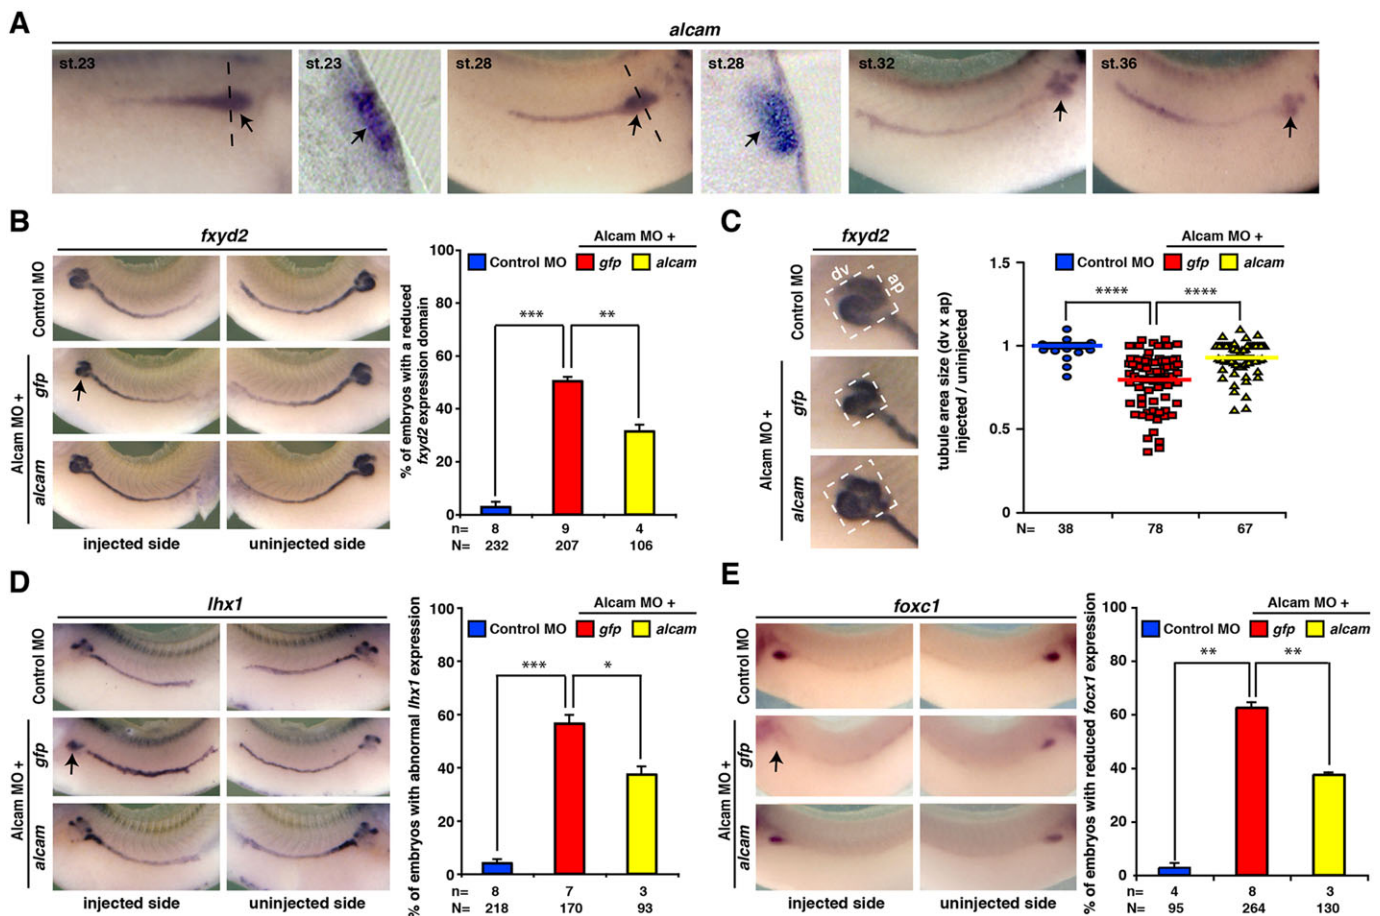 A
alcam
st.23 st.23 st.28 st.28 st.32 st.36
B
fxyd2
Control MO
Alcam MO +
gfp
alcam
injected side uninjected side
% of embryos with a reduced
fxyd2 expression domain
100
80
60
40
20
0
Alcam MO +
Control MO gfp alcam
*** **
n= 8 9 4
N= 232 207 106
C
fxyd2
dv ap
Control MO
Alcam MO +
gfp
alcam
tubule area size (dv x ap)
injected / uninjected
1.5
1
0.5
0
Alcam MO +
Control MO gfp alcam
**** ****
N= 38 78 67
D
lhx1
Control MO
Alcam MO +
gfp
alcam
injected side uninjected side
% of embryos with abnormal lhx1 expression
100
80
60
40
20
0
Alcam MO +
Control MO gfp alcam
*** *
n= 8 7 3
N= 218 170 93
E
foxc1
Control MO
Alcam MO +
gfp
alcam
injected side uninjected side
% of embryos with reduced focx1 expression
100
80
60
40
20
0
Alcam MO +
Control MO gfp alcam
** **
n= 4 8 3
N= 95 264 130